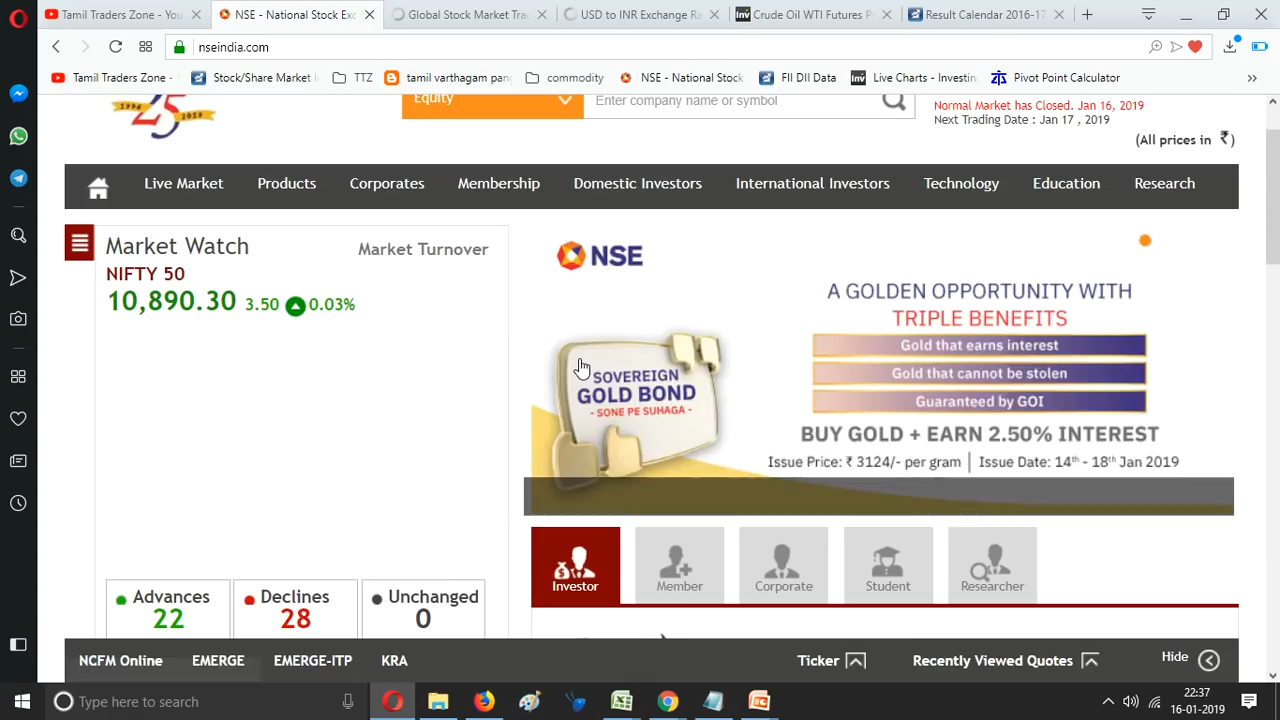 Tamil Traders Zone - You
NSE - National Stock Exc
Global Stock Market Tra
USD to INR Exchange Ra
Inv Crude Oil WTI Futures P
Result Calendar 2016-17
nseindia.com
Tamil Traders Zone -
Stock/Share Market
TTZ
tamil varthagam pan
commodity
NSE - National Stock
FII DII Data
Inv Live Charts - Investin
Pivot Point Calculator
1994 25 2019
Equity
Enter company name or symbol
Normal Market has Closed. Jan 16, 2019
Next Trading Date : Jan 17 , 2019
(All prices in ₹)
Live Market
Products
Corporates
Membership
Domestic Investors
International Investors
Technology
Education
Research
Market Watch
Market Turnover
NIFTY 50
10,890.30 3.50 0.03%
Advances
22
Declines
28
Unchanged
0
NSE
A GOLDEN OPPORTUNITY WITH
TRIPLE BENEFITS
Gold that earns interest
Gold that cannot be stolen
Guaranteed by GOI
BUY GOLD + EARN 2.50% INTEREST
Issue Price: ₹ 3124/- per gram | Issue Date: 14th - 18th Jan 2019
SOVEREIGN
GOLD BOND
- SONE PE SUHAGA -
Investor
Member
Corporate
Student
Researcher
NCFM Online
EMERGE
EMERGE-ITP
KRA
Ticker
Recently Viewed Quotes
Hide
Type here to search
22:37
16-01-2019